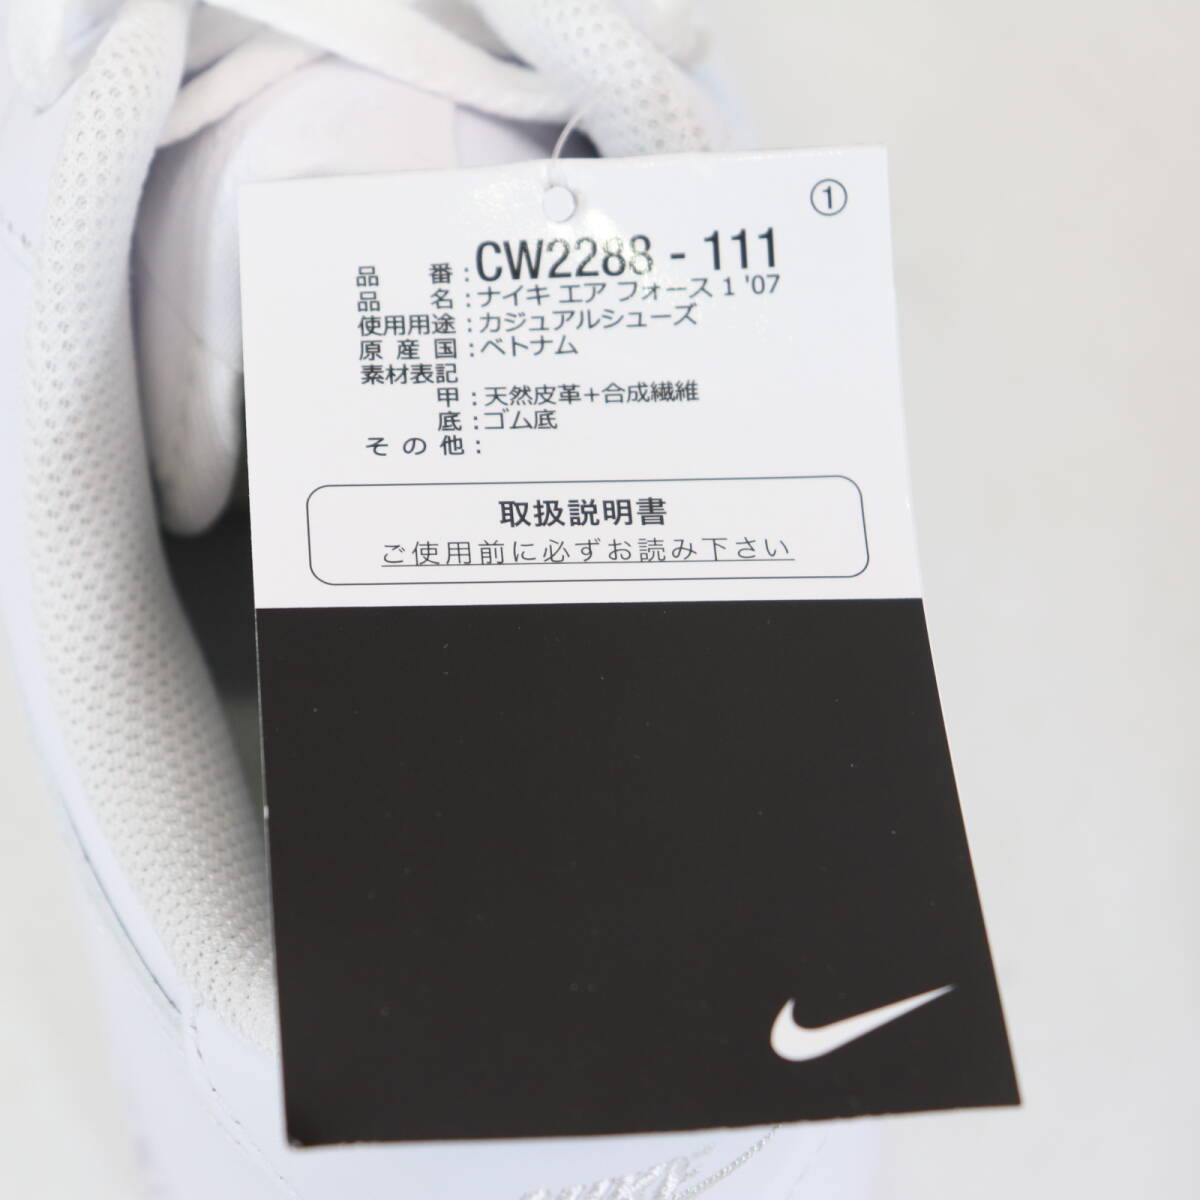 ①
品番:CW2288-111
品名:ナイキ エア フォース 1 '07
使用用途:カジュアルシューズ
原産国:ベトナム
素材表記
甲:天然皮革+合成繊維
底:ゴム底
その他:
取扱説明書
ご使用前に必ずお読み下さい